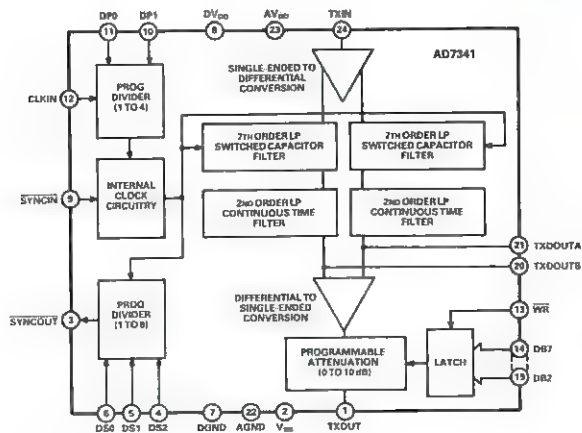 DP0 DP1 DVDD AVDD TXIN
11 10 8 23 24
AD7341
SINGLE-ENDED TO
DIFFERENTIAL
CONVERSION
CLKIN 12
PROG
DIVIDER
(1 TO 4)
7TH ORDER LP
SWITCHED CAPACITOR
FILTER
7TH ORDER LP
SWITCHED CAPACITOR
FILTER
SYNCIN 9
INTERNAL
CLOCK
CIRCUITRY
2ND ORDER LP
CONTINUOUS TIME
FILTER
2ND ORDER LP
CONTINUOUS TIME
FILTER
21 TXDOUTA
20 TXDOUTB
SYNCOUT 3
PROG
DIVIDER
(1 TO 8)
DIFFERENTIAL TO
SINGLE-ENDED
CONVERSION
13 WR
PROGRAMMABLE
ATTENUATION
(0 TO 10 dB)
LATCH
14 DB7
19 DB2
6 5 4 7 22 2 1
DS0 DS1 DS2 DGND AGND VSS TXOUT